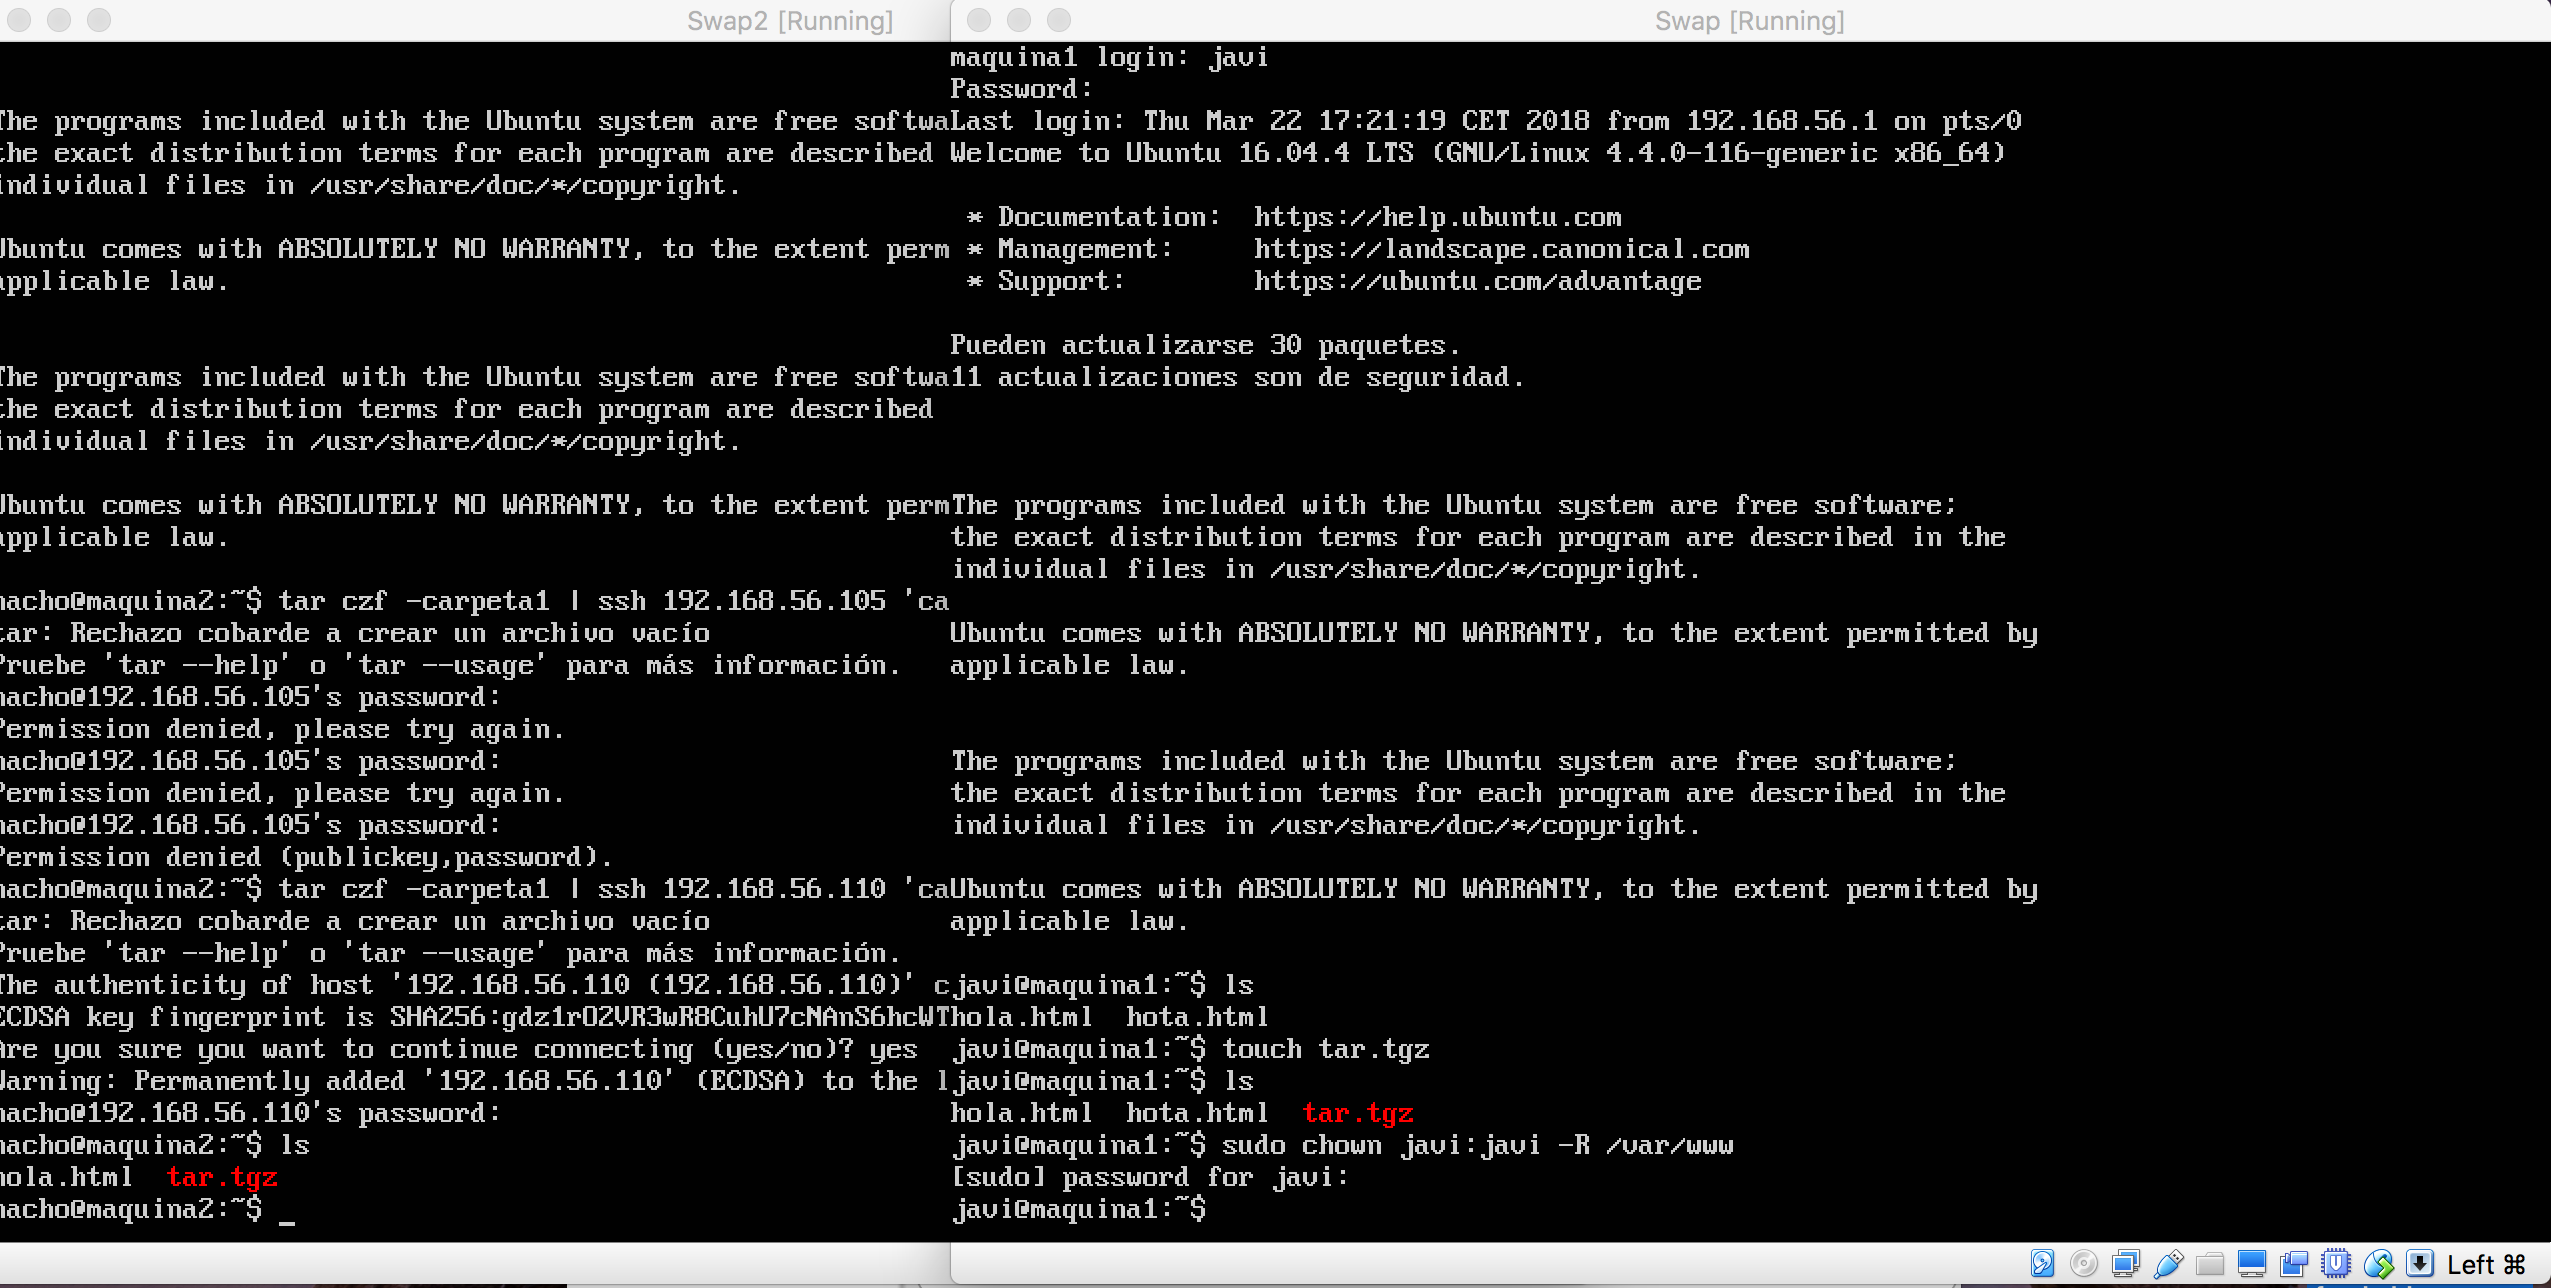 Swap2 [Running]
The programs included with the Ubuntu system are free softwa
the exact distribution terms for each program are described
individual files in /usr/share/doc/*/copyright.
Ubuntu comes with ABSOLUTELY NO WARRANTY, to the extent perm
applicable law.
The programs included with the Ubuntu system are free softwa
the exact distribution terms for each program are described
individual files in /usr/share/doc/*/copyright.
Ubuntu comes with ABSOLUTELY NO WARRANTY, to the extent perm
applicable law.
nacho@maquina2:~$ tar czf -carpeta1 | ssh 192.168.56.105 'ca
tar: Rechazo cobarde a crear un archivo vacío
Pruebe 'tar --help' o 'tar --usage' para más información.
nacho@192.168.56.105's password:
Permission denied, please try again.
nacho@192.168.56.105's password:
Permission denied, please try again.
nacho@192.168.56.105's password:
Permission denied (publickey,password).
nacho@maquina2:~$ tar czf -carpeta1 | ssh 192.168.56.110 'ca
tar: Rechazo cobarde a crear un archivo vacío
Pruebe 'tar --help' o 'tar --usage' para más información.
The authenticity of host '192.168.56.110 (192.168.56.110)' c
ECDSA key fingerprint is SHA256:gdz1rO2VR3wR8CuhU7cNAnS6hcWT
Are you sure you want to continue connecting (yes/no)? yes
Warning: Permanently added '192.168.56.110' (ECDSA) to the l
nacho@192.168.56.110's password:
nacho@maquina2:~$ ls
hola.html  tar.tgz
nacho@maquina2:~$ _
Swap [Running]
maquina1 login: javi
Password:
Last login: Thu Mar 22 17:21:19 CET 2018 from 192.168.56.1 on pts/0
Welcome to Ubuntu 16.04.4 LTS (GNU/Linux 4.4.0-116-generic x86_64)
* Documentation:  https://help.ubuntu.com
* Management:     https://landscape.canonical.com
* Support:        https://ubuntu.com/advantage
Pueden actualizarse 30 paquetes.
11 actualizaciones son de seguridad.
The programs included with the Ubuntu system are free software;
the exact distribution terms for each program are described in the
individual files in /usr/share/doc/*/copyright.
Ubuntu comes with ABSOLUTELY NO WARRANTY, to the extent permitted by
applicable law.
The programs included with the Ubuntu system are free software;
the exact distribution terms for each program are described in the
individual files in /usr/share/doc/*/copyright.
Ubuntu comes with ABSOLUTELY NO WARRANTY, to the extent permitted by
applicable law.
javi@maquina1:~$ ls
hola.html  hota.html
javi@maquina1:~$ touch tar.tgz
javi@maquina1:~$ ls
hola.html  hota.html  tar.tgz
javi@maquina1:~$ sudo chown javi:javi -R /var/www
[sudo] password for javi:
javi@maquina1:~$
Left ⌘